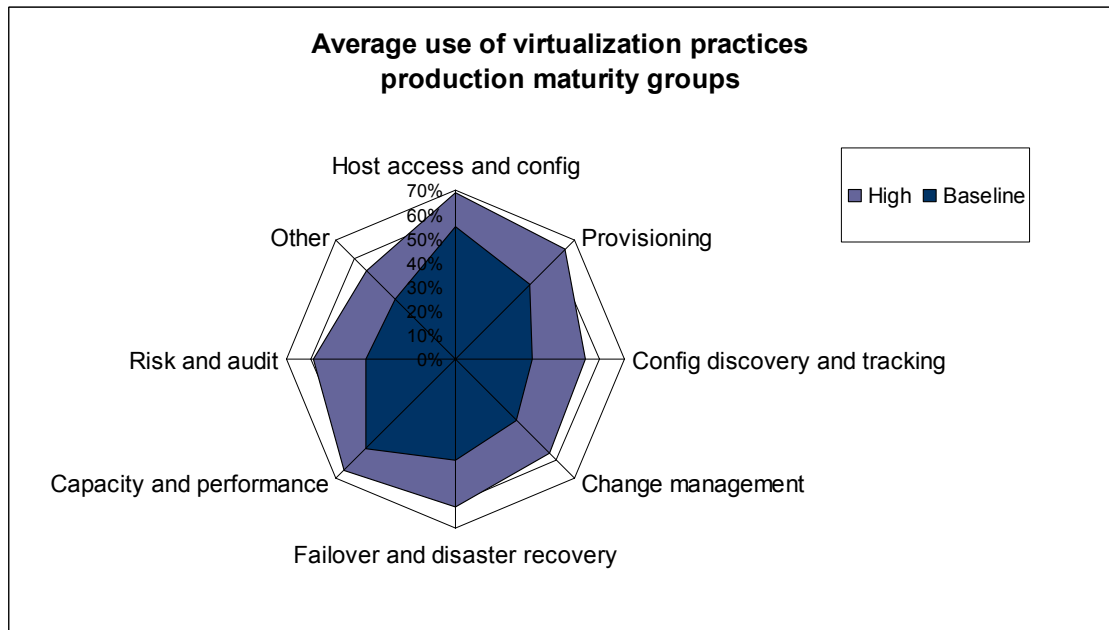 Average use of virtualization practices
production maturity groups
Host access and config
High Baseline
70%
60%
Other
Provisioning
50%
40%
30%
20%
10%
Risk and audit
0%
Config discovery and tracking
Capacity and performance
Change management
Failover and disaster recovery